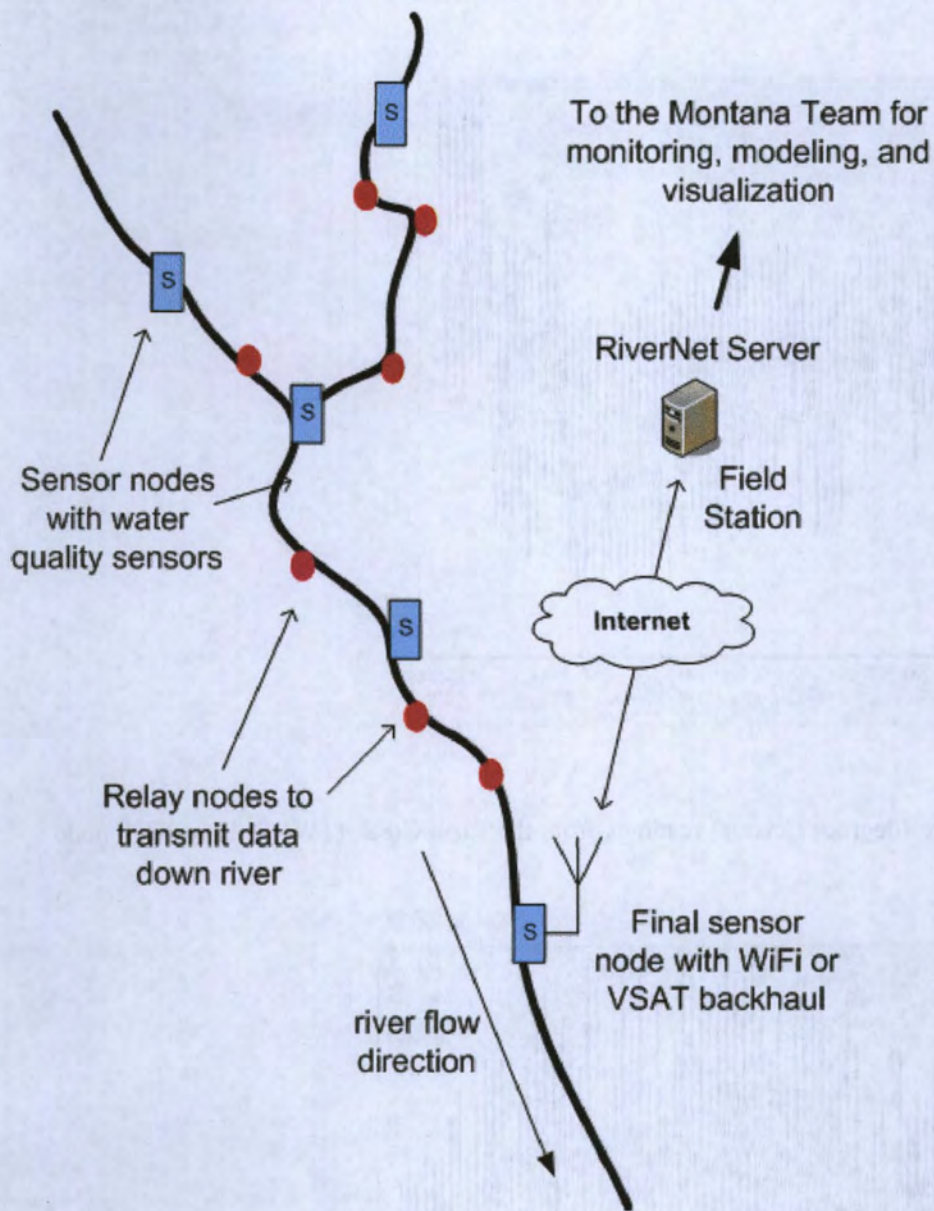 S
To the Montana Team for
monitoring, modeling, and
visualization
S
RiverNet Server
S
Sensor nodes
with water
quality sensors
Field
Station
Internet
S
Relay nodes to
transmit data
down river
S
Final sensor
node with WiFi or
VSAT backhaul
river flow
direction